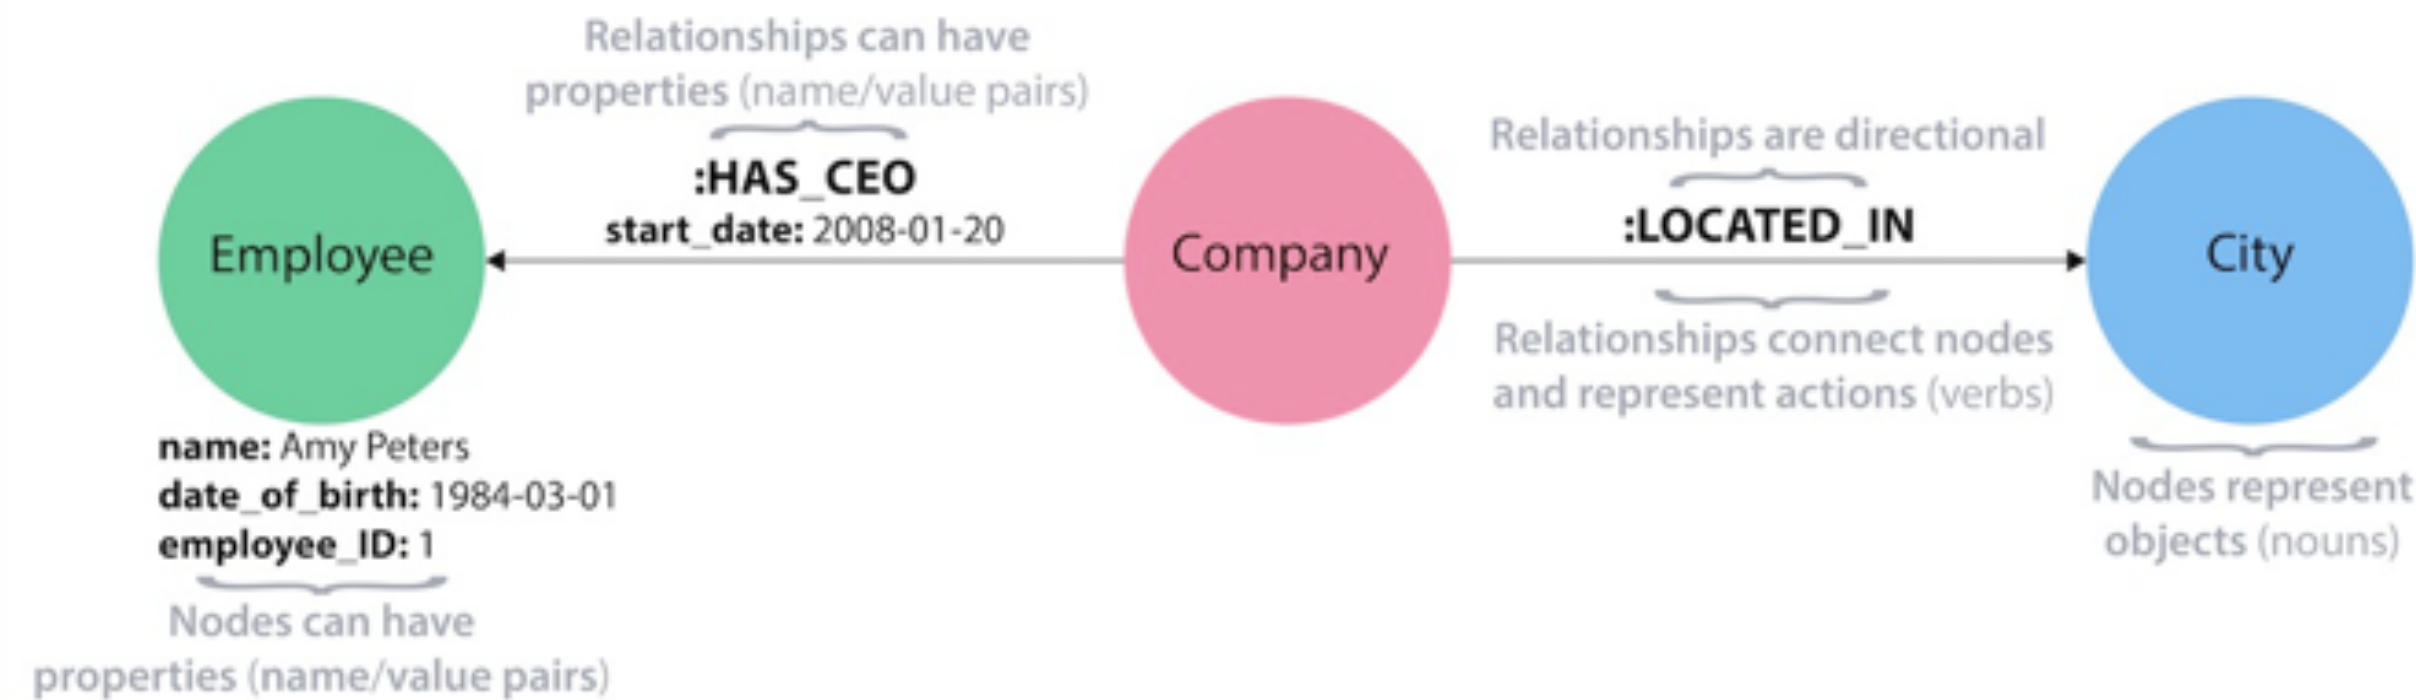 Relationships can have
properties (name/value pairs)
:HAS_CEO
start_date: 2008-01-20
Employee
Company
Relationships are directional
:LOCATED_IN
City
Relationships connect nodes
and represent actions (verbs)
name: Amy Peters
date_of_birth: 1984-03-01
employee_ID: 1
Nodes can have
properties (name/value pairs)
Nodes represent
objects (nouns)